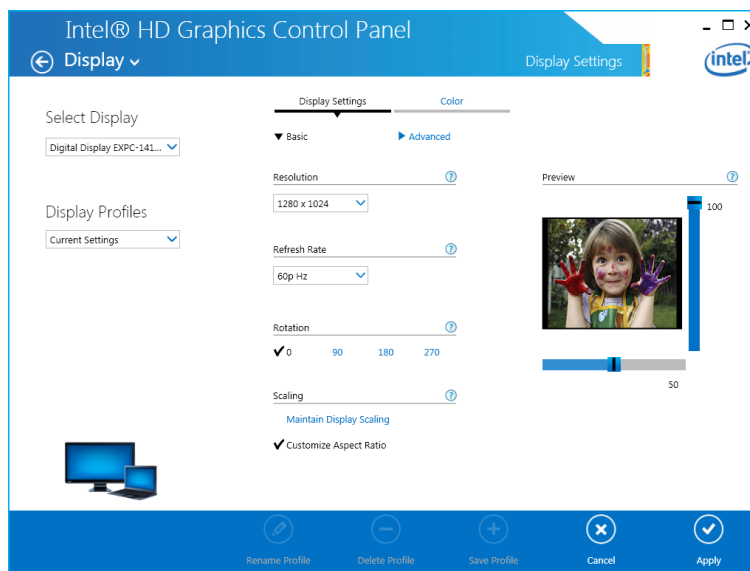 Intel® HD Graphics Control Panel
Display
Display Settings
intel
Select Display
Digital Display EXPC-141...
Display Profiles
Current Settings
Display Settings
Color
Basic
Advanced
Resolution
1280 x 1024
Refresh Rate
60p Hz
Rotation
0 90 180 270
Scaling
Maintain Display Scaling
Customize Aspect Ratio
Preview
100
50
Rename Profile
Delete Profile
Save Profile
Cancel
Apply